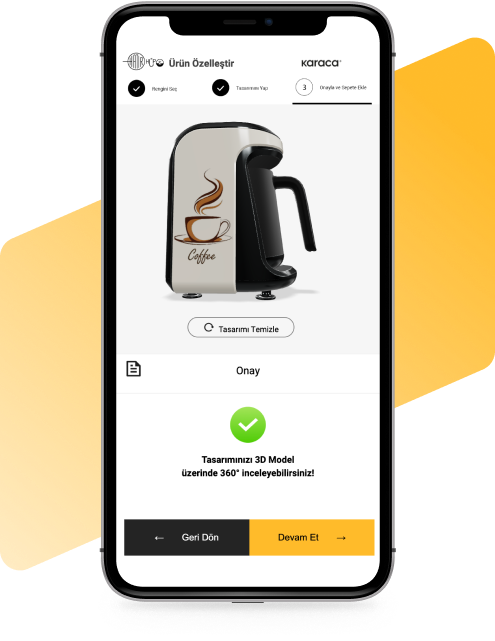 Ürün Özelleştir
karaca
Rengini Seç
Tasarımını Yap
3
Onayla ve Sepete Ekle
Coffee
Tasarımı Temizle
Onay
Tasarımınızı 3D Model
üzerinde 360° inceleyebilirsiniz!
← Geri Dön
Devam Et →